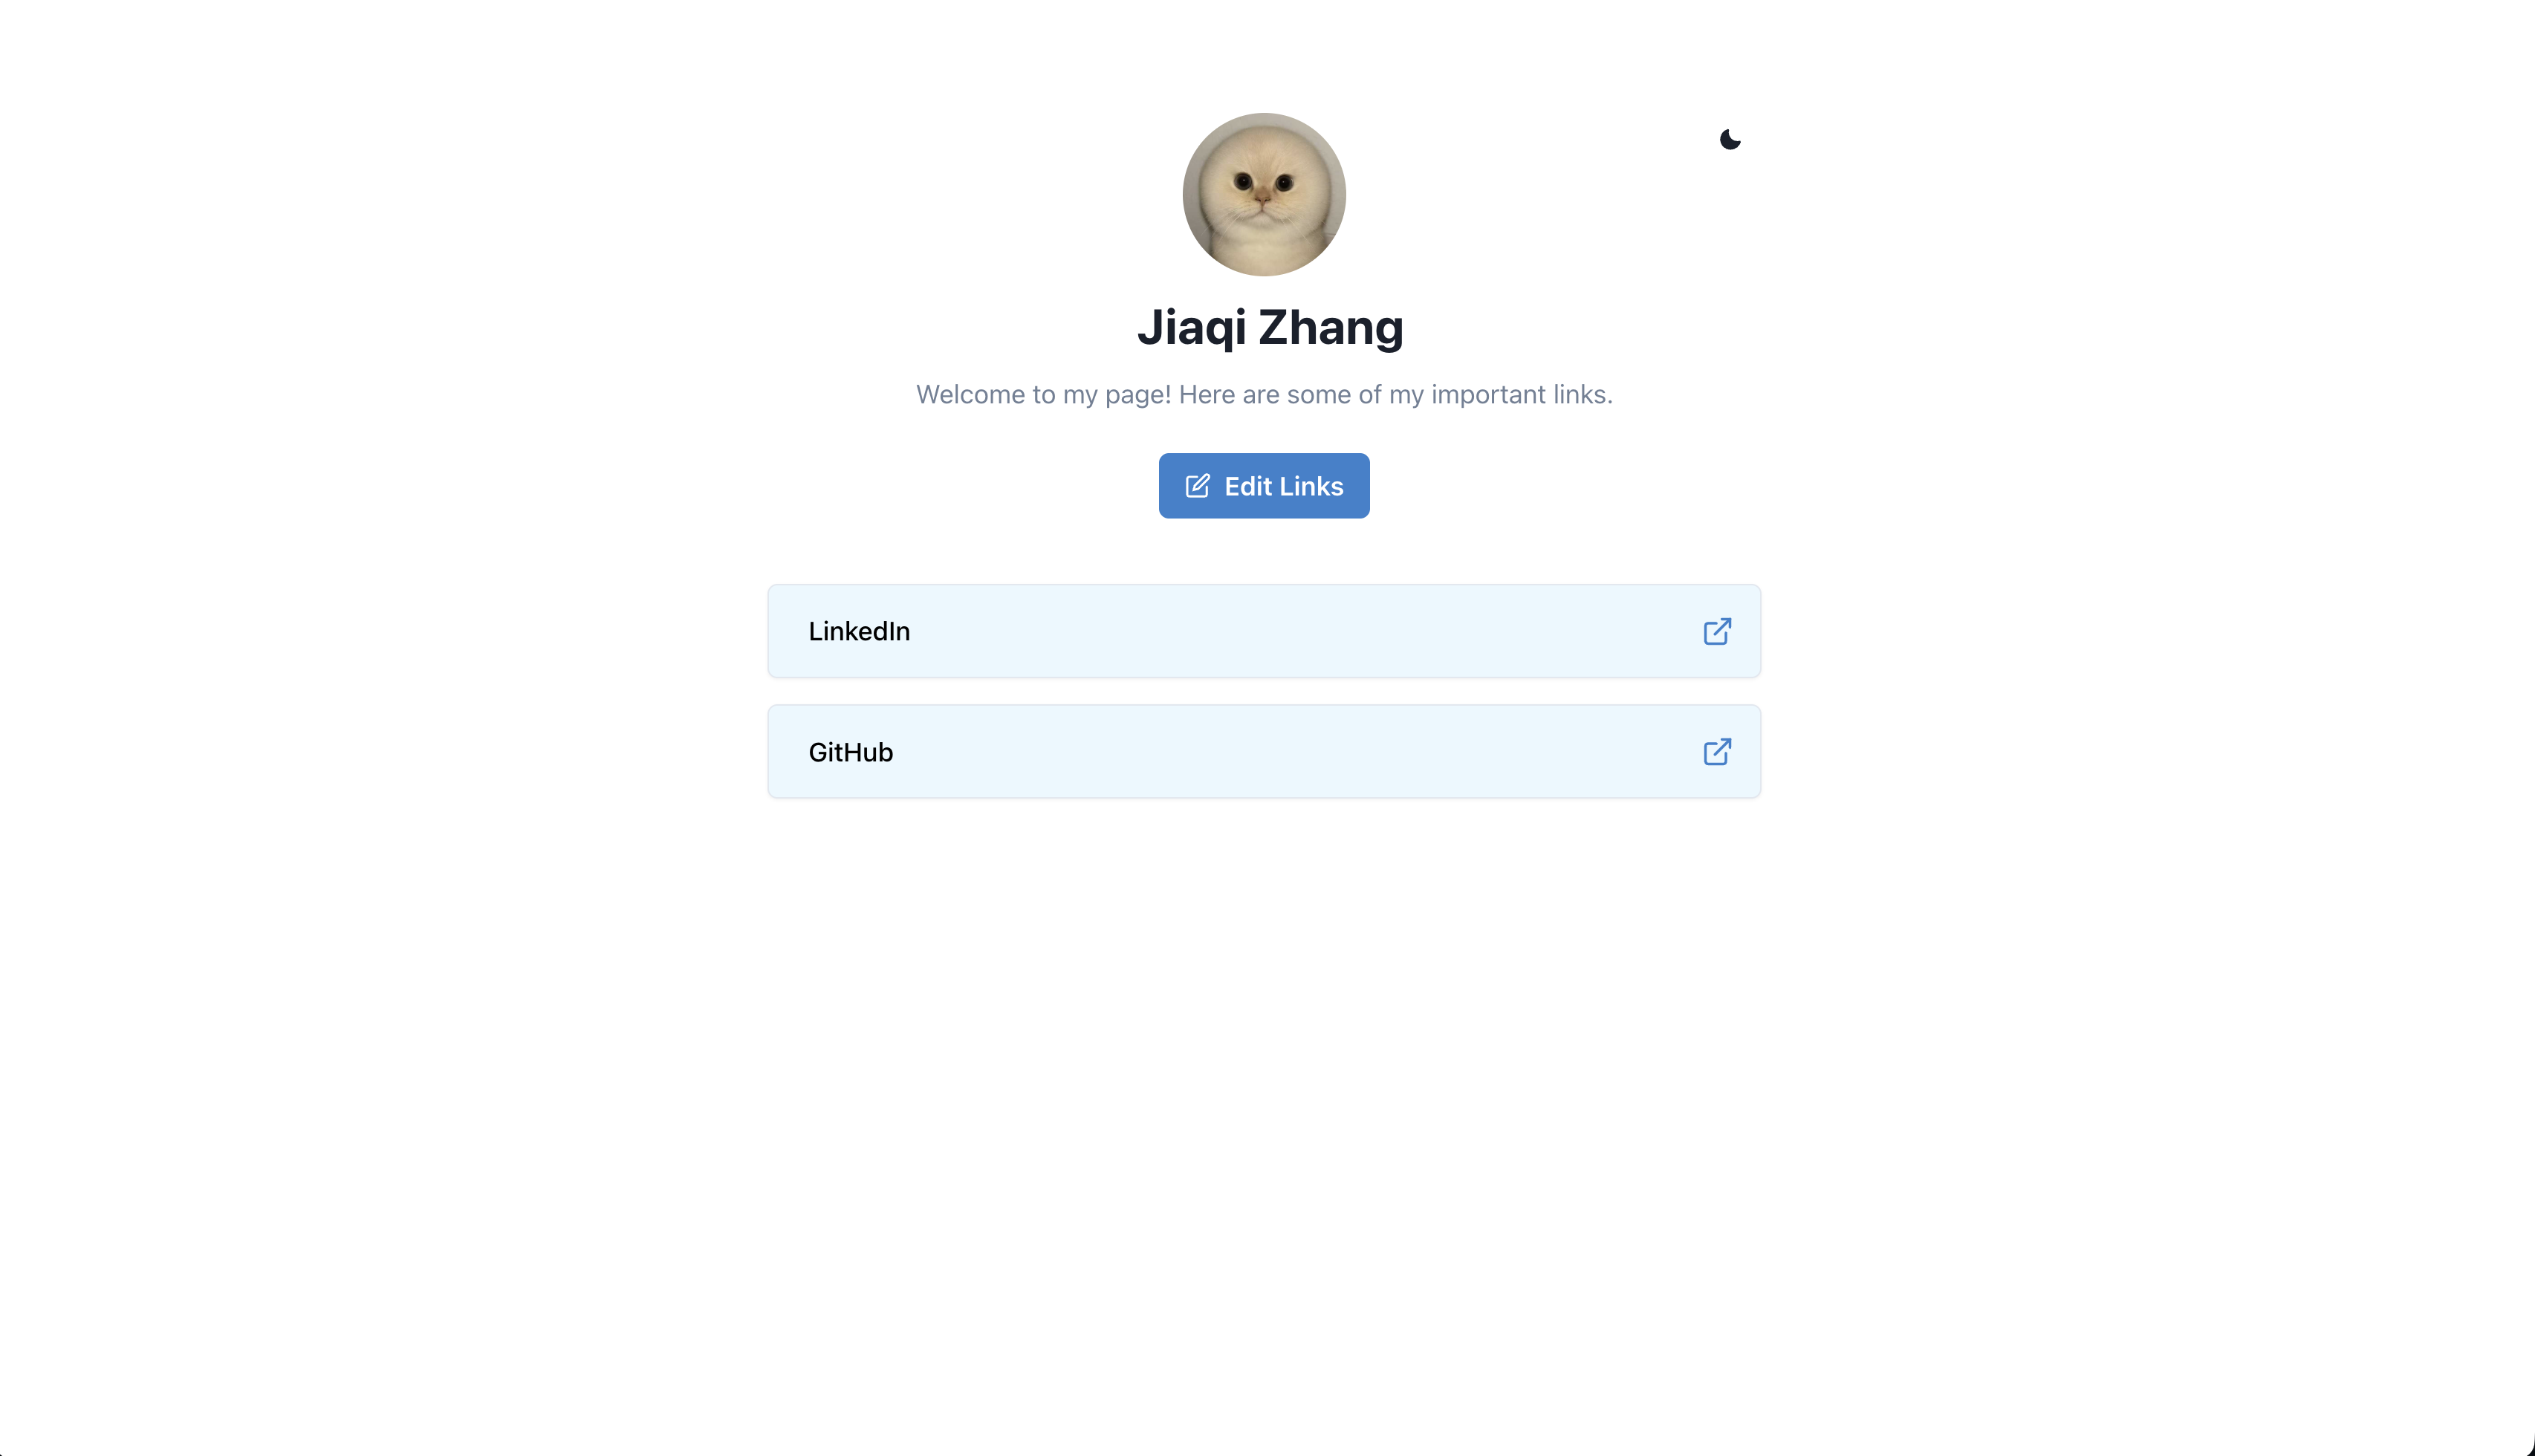 Jiaqi Zhang
Welcome to my page! Here are some of my important links.
Edit Links
LinkedIn
GitHub